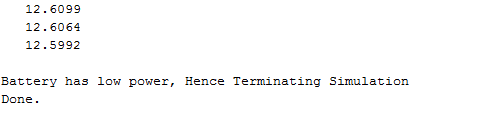 12.6099
12.6064
12.5992
Battery has low power, Hence Terminating Simulation
Done.